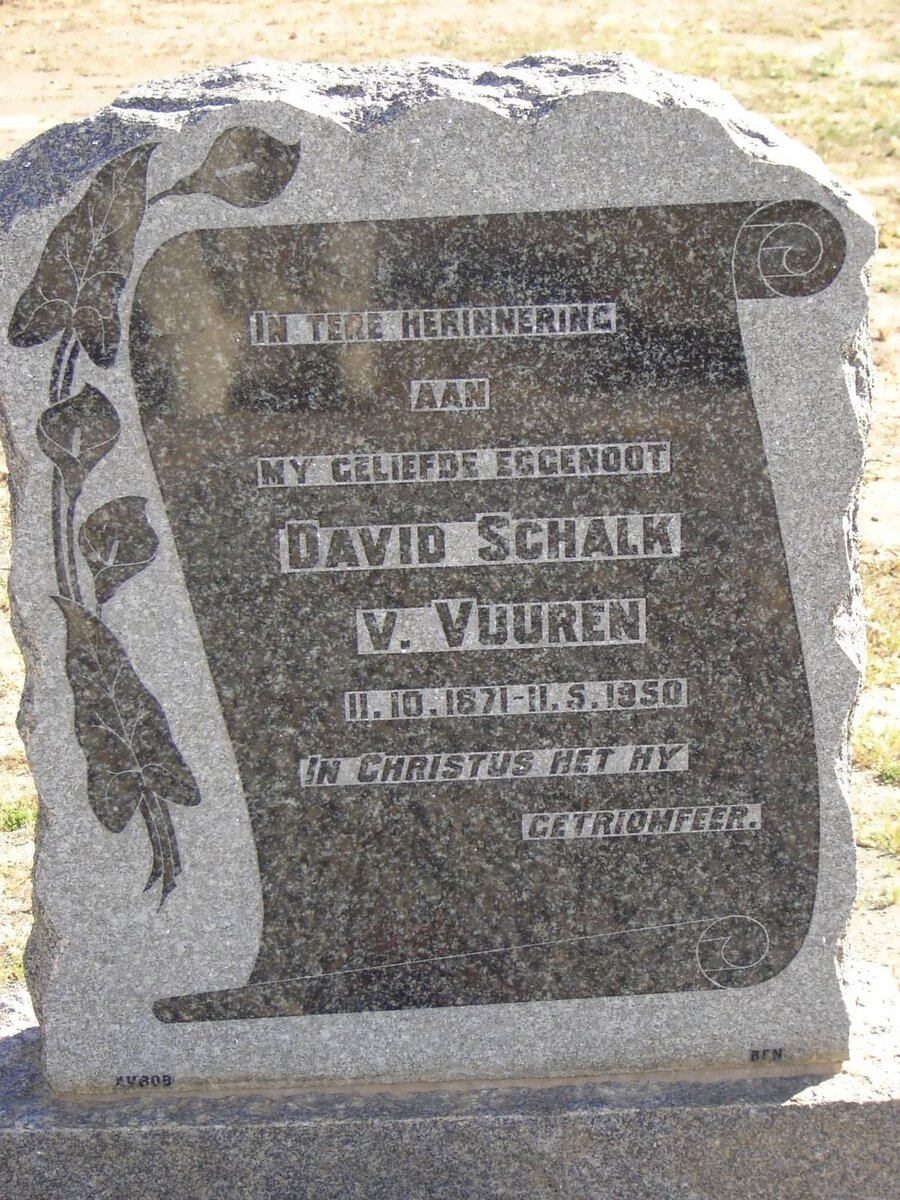 IN TERE HERINNERING
AAN
MY GELIEFDE EGGENOOT
DAVID SCHALK
V. VUUREN
11.10.1871-11.5.1950
IN CHRISTUS HET HY
GETRIOMFEER.
AVBOB
BFN